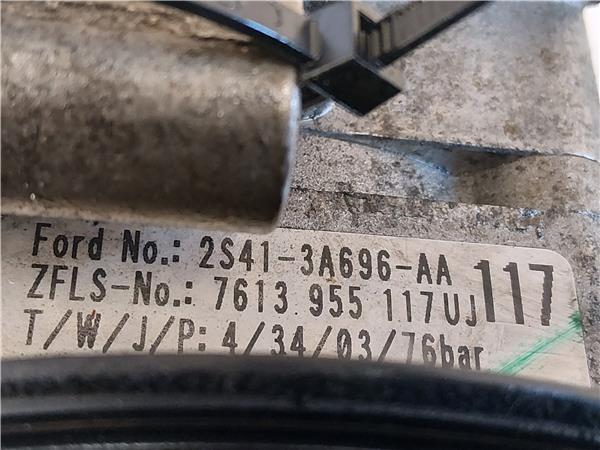 Ford No.: 2S41-3A696-AA
117
ZFLS-No.: 7613 955 117UJ
T/W/J/P: 4/34/03/76bar